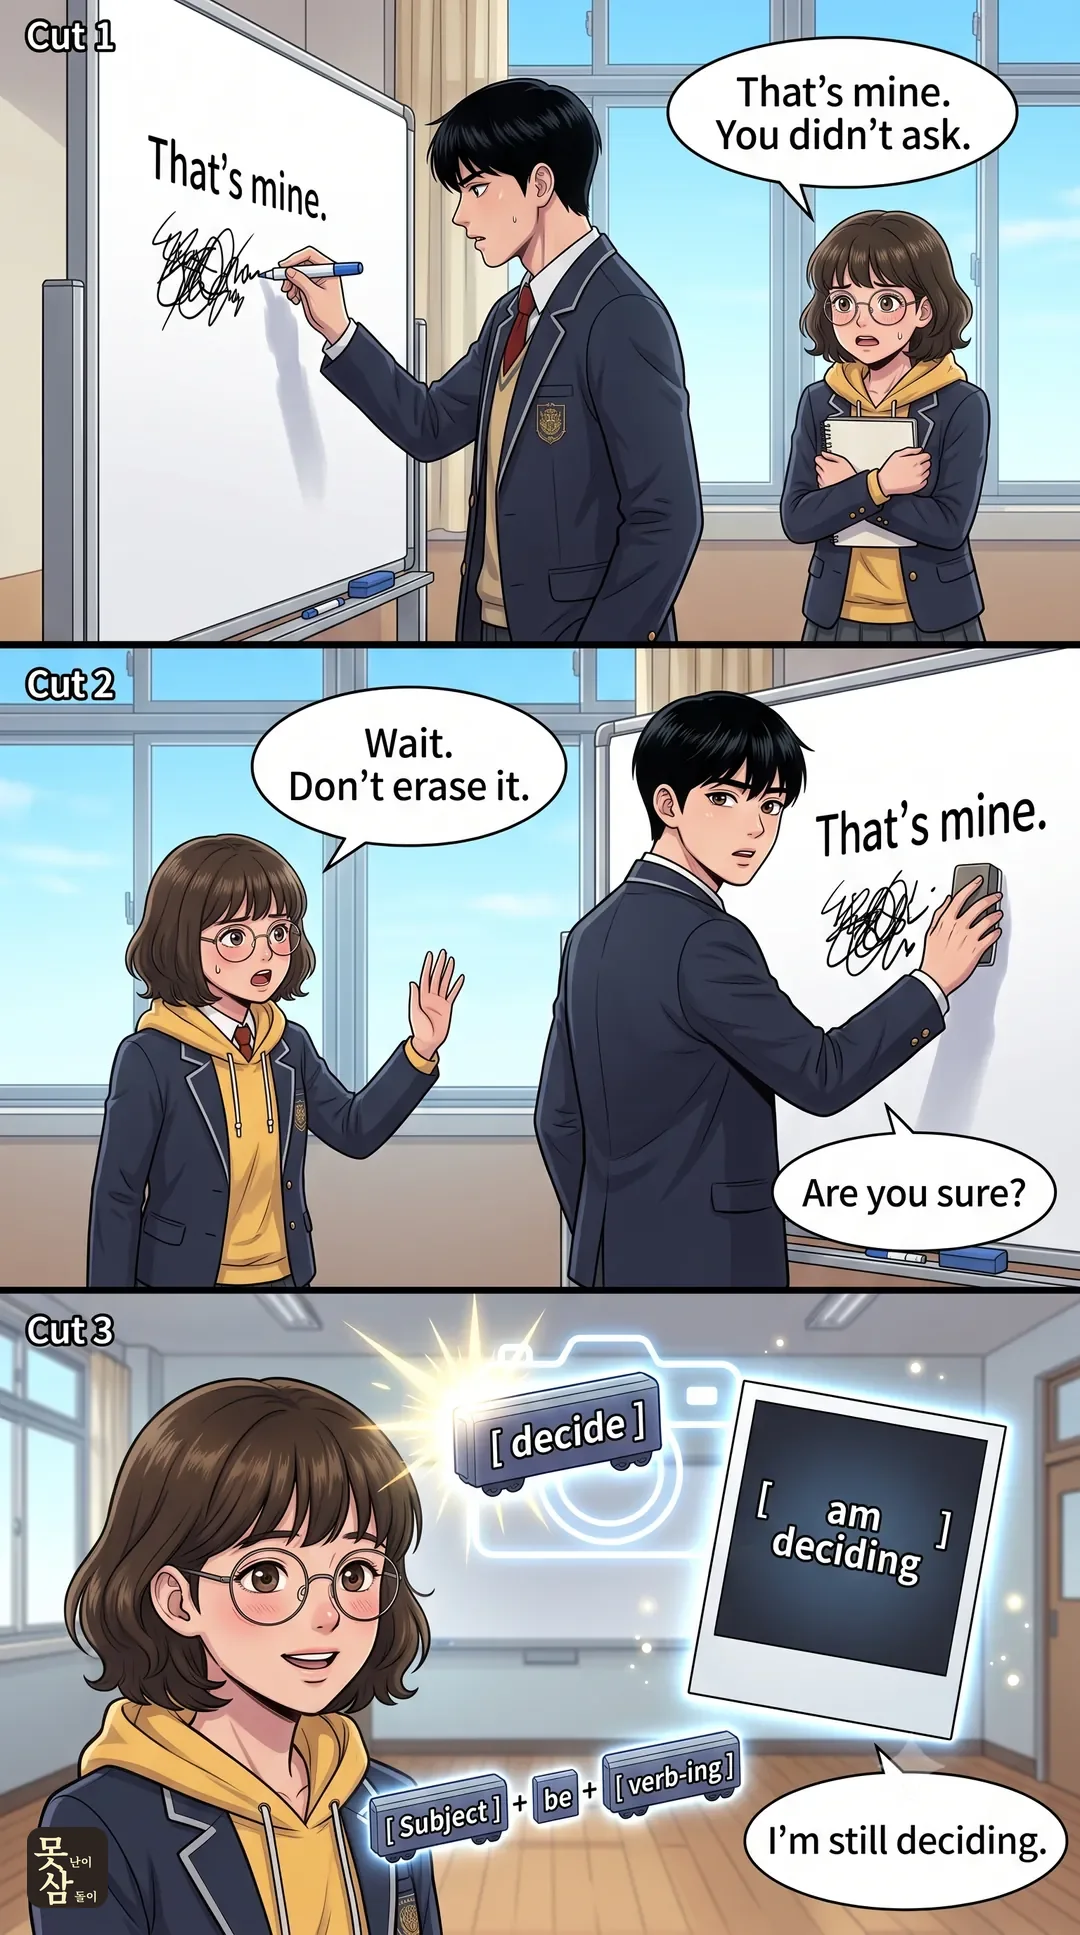 Cut 1
That's mine.
That's mine.
You didn't ask.
Cut 2
Wait.
Don't erase it.
That's mine.
Are you sure?
Cut 3
[ decide ]
[ am deciding ]
[ Subject ] + be + [ verb-ing ]
I'm still deciding.
못난이
삼돌이